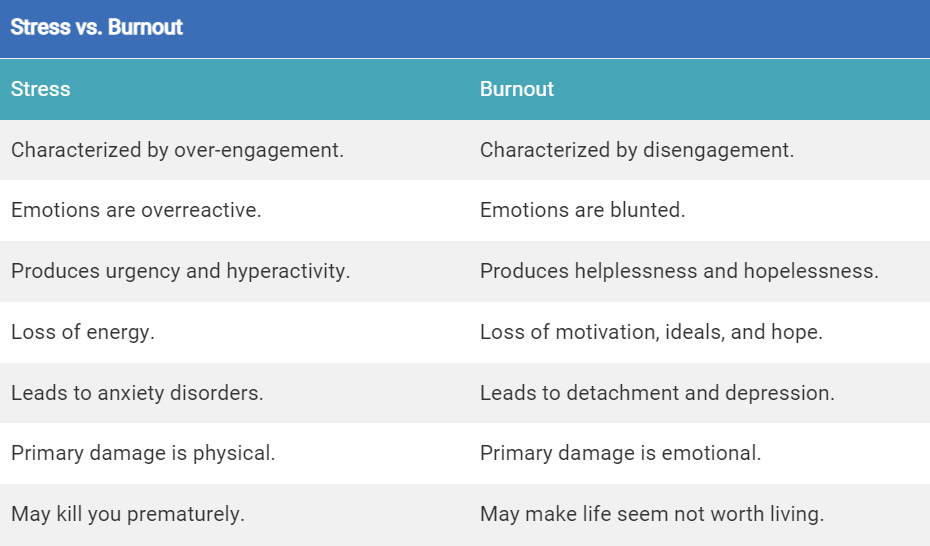 Stress vs. Burnout
Stress Burnout
Characterized by over-engagement. Characterized by disengagement.
Emotions are overreactive. Emotions are blunted.
Produces urgency and hyperactivity. Produces helplessness and hopelessness.
Loss of energy. Loss of motivation, ideals, and hope.
Leads to anxiety disorders. Leads to detachment and depression.
Primary damage is physical. Primary damage is emotional.
May kill you prematurely. May make life seem not worth living.